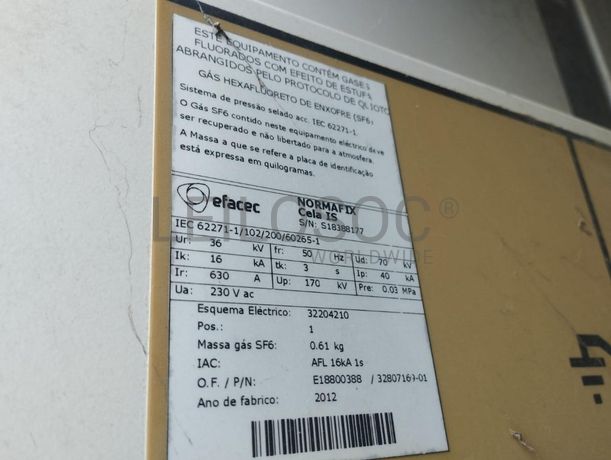 ESTE EQUIPAMENTO CONTÉM GASES
FLUORADOS COM EFEITO DE ESTUFA
ABRANGIDOS PELO PROTOCOLO DE QUIOTO
GÁS HEXAFLUORETO DE ENXOFRE (SF6)
Sistema de pressão selado acc. IEC 62271-1.
O Gás SF6 contido neste equipamento eléctrico deve
ser recuperado e não libertado para a atmosfera.
A Massa a que se refere a placa de identificação
está expressa em quilogramas.
efacec NORMAFIX
Cela IS
S/N: S18388177
LEILOSOC®
WORLDWIDE
IEC 62271-1/102/200/60265-1
Ur: 36 kV fr: 50 Hz Ud: 70 kV
Ik: 16 kA tk: 3 s Ip: 40 kA
Ir: 630 A Up: 170 kV Pre: 0.03 MPa
Ua: 230 V ac
Esquema Eléctrico: 32204210
Pos.: 1
Massa gás SF6: 0.61 kg
IAC: AFL 16kA 1s
O.F. / P/N: E18800388 / 32807169-01
Ano de fabrico: 2012